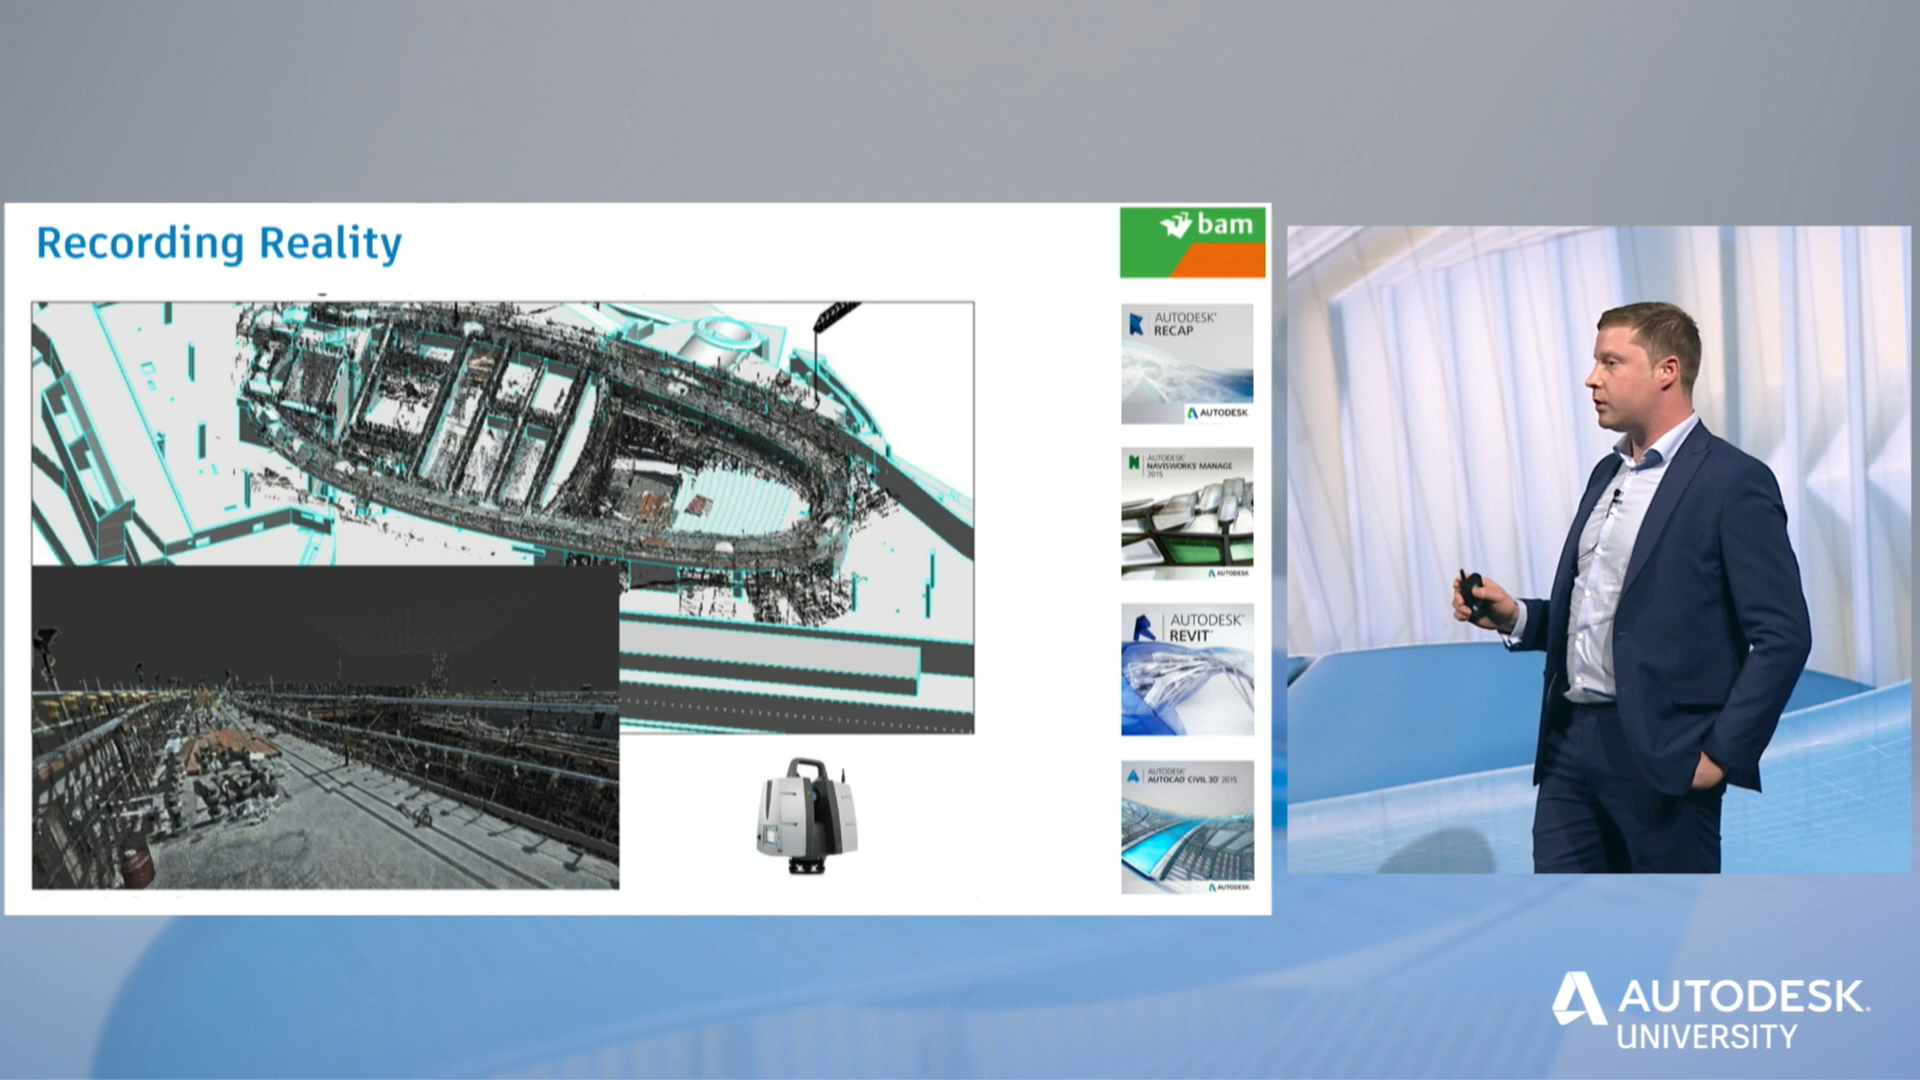 Recording Reality
bam
AUTODESK®
RECAP
AUTODESK
AUTODESK®
NAVISWORKS® MANAGE
2015
AUTODESK
AUTODESK®
REVIT®
AUTODESK®
AUTOCAD® CIVIL 3D® 2015
AUTODESK
AUTODESK®
UNIVERSITY